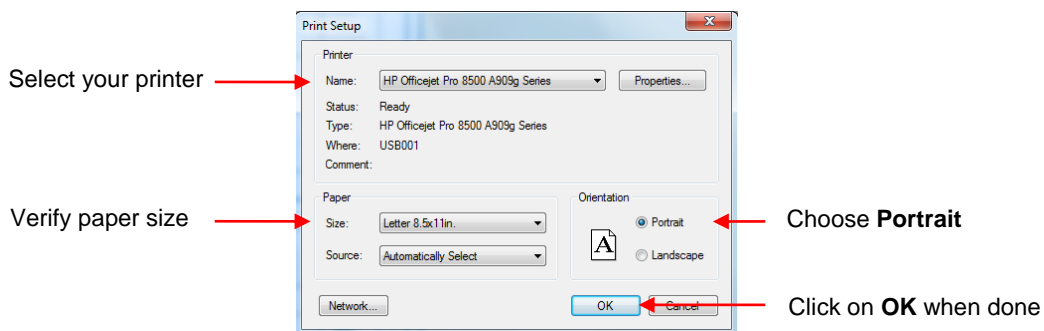 Print Setup
Printer
Select your printer
Name: HP Officejet Pro 8500 A909g Series Properties...
Status: Ready
Type: HP Officejet Pro 8500 A909g Series
Where: USB001
Comment:
Paper
Orientation
Verify paper size
Size: Letter 8.5x11in.
Portrait
Choose Portrait
A
Source: Automatically Select
Landscape
Network...
OK
Cancel
Click on OK when done